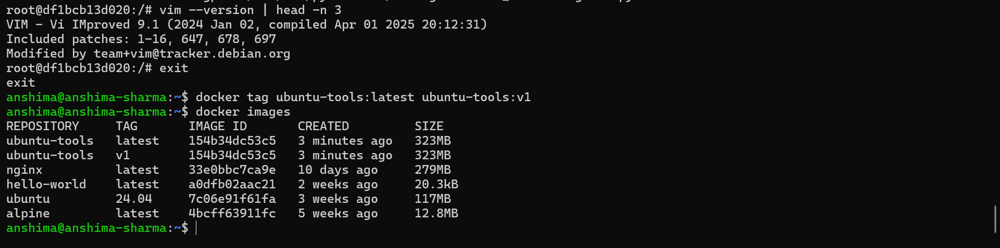 root@df1bcb13d020:/# vim --version | head -n 3
VIM - Vi IMproved 9.1 (2024 Jan 02, compiled Apr 01 2025 20:12:31)
Included patches: 1-16, 647, 678, 697
Modified by team+vim@tracker.debian.org
root@df1bcb13d020:/# exit
exit
anshima@anshima-sharma:~$ docker tag ubuntu-tools:latest ubuntu-tools:v1
anshima@anshima-sharma:~$ docker images
REPOSITORY     TAG       IMAGE ID       CREATED         SIZE
ubuntu-tools   latest    154b34dc53c5   3 minutes ago   323MB
ubuntu-tools   v1        154b34dc53c5   3 minutes ago   323MB
nginx          latest    33e0bbc7ca9e   10 days ago     279MB
hello-world    latest    a0dfb02aac21   2 weeks ago     20.3kB
ubuntu         24.04     7c06e91f61fa   3 weeks ago     117MB
alpine         latest    4bcff63911fc   5 weeks ago     12.8MB
anshima@anshima-sharma:~$